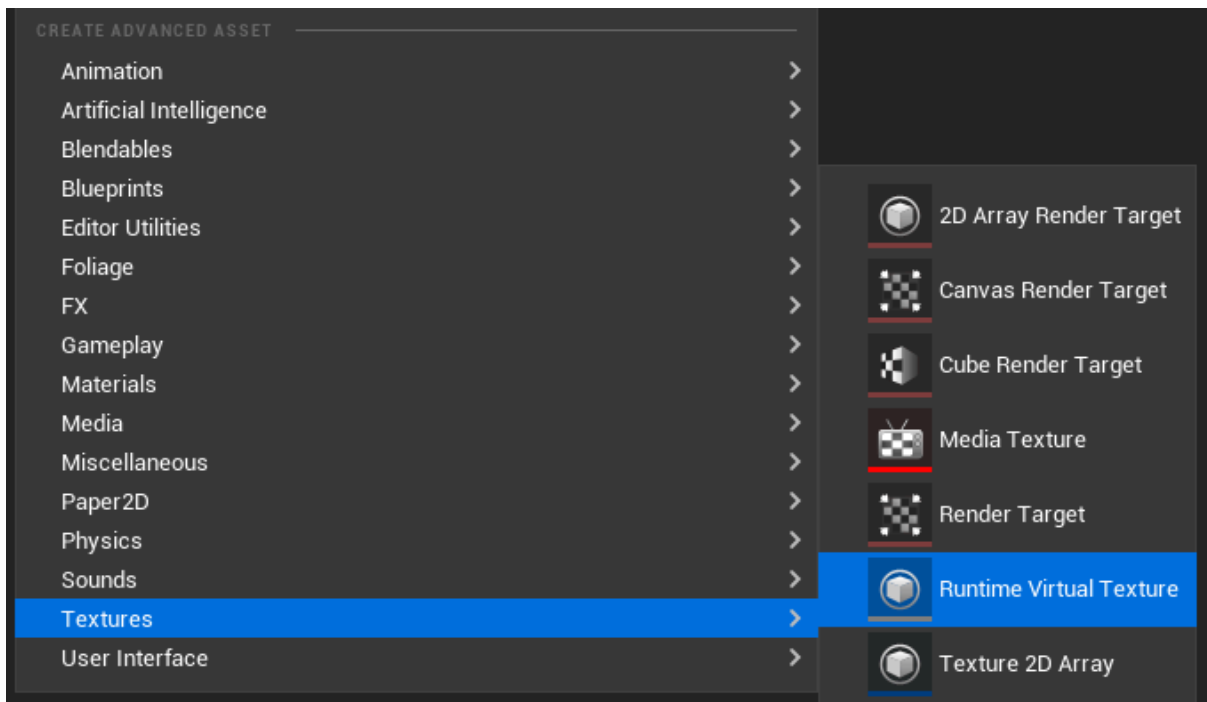 CREATE ADVANCED ASSET
Animation
Artificial Intelligence
Blendables
Blueprints
Editor Utilities
Foliage
FX
Gameplay
Materials
Media
Miscellaneous
Paper2D
Physics
Sounds
Textures
User Interface
2D Array Render Target
Canvas Render Target
Cube Render Target
Media Texture
Render Target
Runtime Virtual Texture
Texture 2D Array